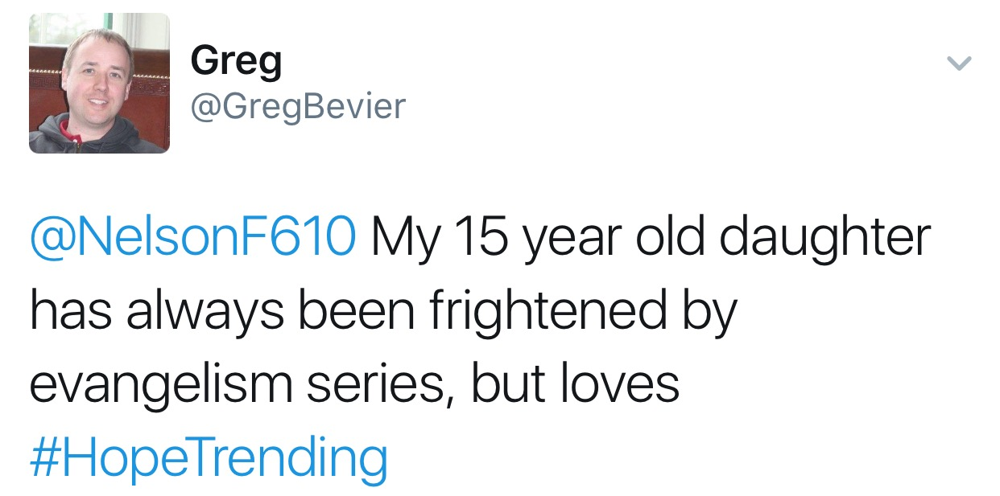 Greg
@GregBevier
@NelsonF610 My 15 year old daughter
has always been frightened by
evangelism series, but loves
#HopeTrending